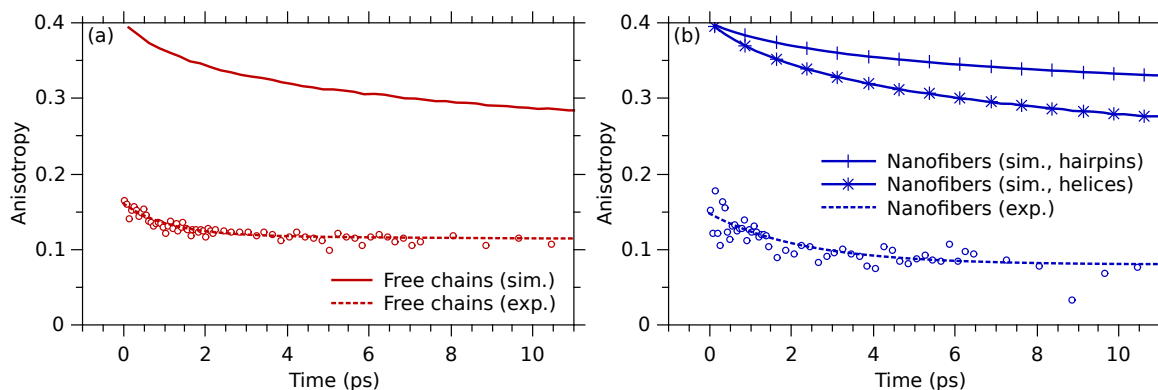 (a)
Anisotropy
0.4
0.3
0.2
0.1
0
Free chains (sim.)
Free chains (exp.)
0 2 4 6 8 10
Time (ps)
(b)
Anisotropy
0.4
0.3
0.2
0.1
0
Nanofibers (sim., hairpins)
Nanofibers (sim., helices)
Nanofibers (exp.)
0 2 4 6 8 10
Time (ps)